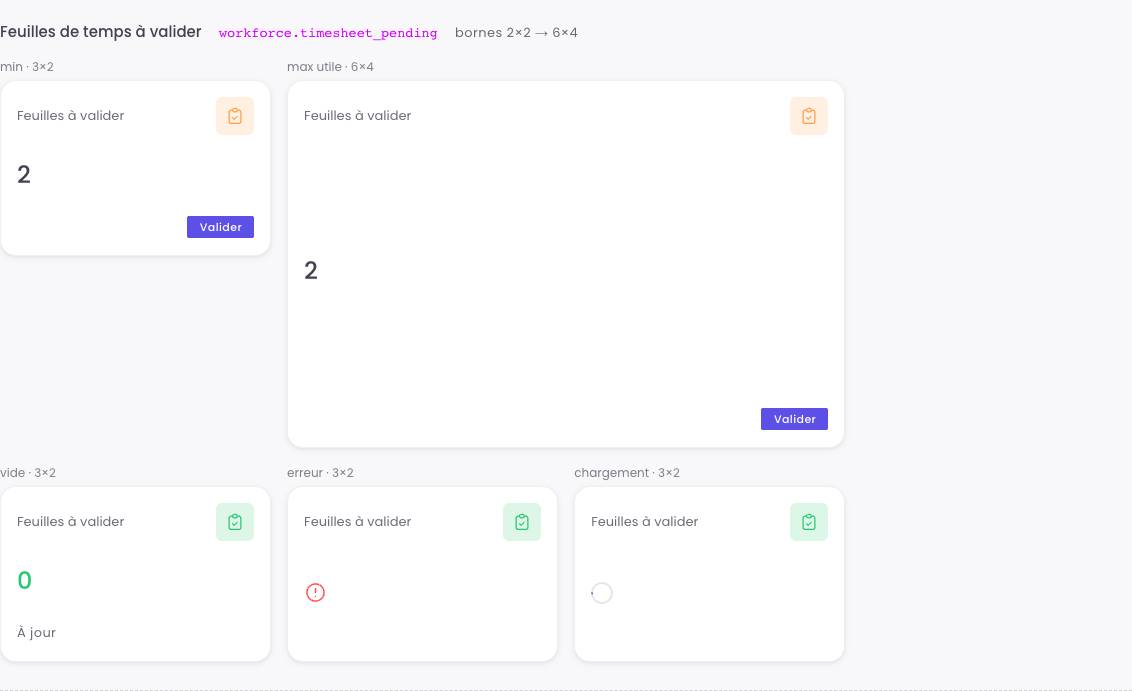 Feuilles de temps à valider workforce.timesheet_pending bornes 2×2 → 6×4
min · 3×2
max utile · 6×4
Feuilles à valider
2
Valider
Feuilles à valider
2
Valider
vide · 3×2
erreur · 3×2
chargement · 3×2
Feuilles à valider
0
À jour
Feuilles à valider
Feuilles à valider